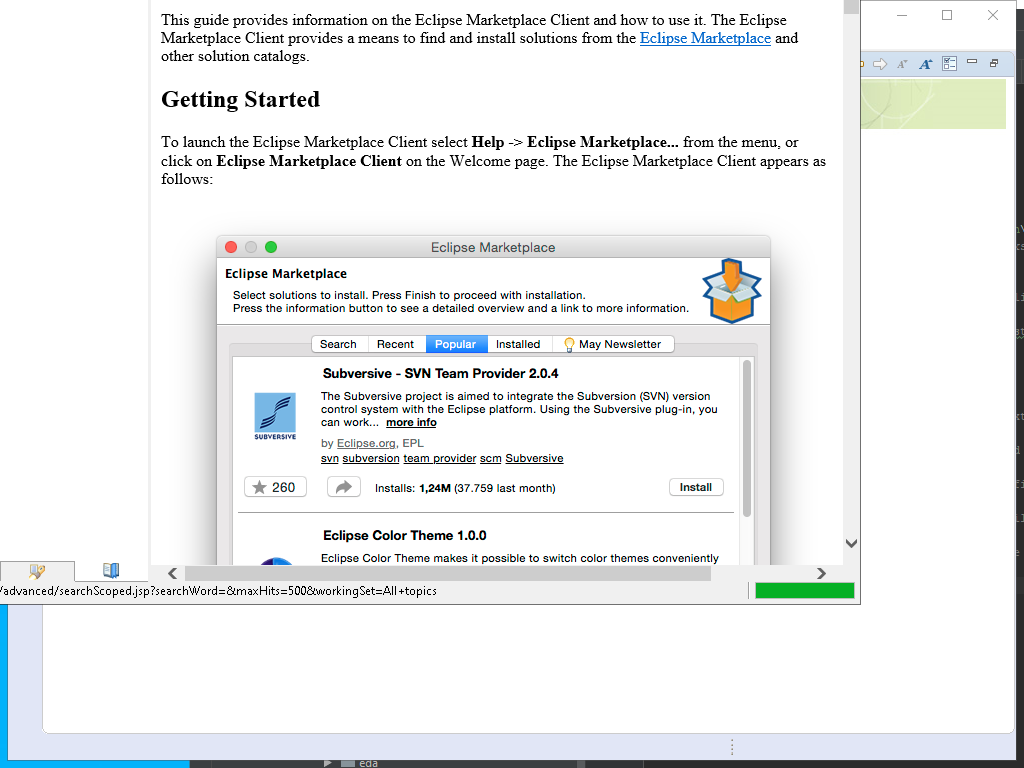 This guide provides information on the Eclipse Marketplace Client and how to use it. The Eclipse
Marketplace Client provides a means to find and install solutions from the Eclipse Marketplace and
other solution catalogs.
Getting Started
To launch the Eclipse Marketplace Client select Help -> Eclipse Marketplace... from the menu, or
click on Eclipse Marketplace Client on the Welcome page. The Eclipse Marketplace Client appears as
follows:
Eclipse Marketplace
Eclipse Marketplace
Select solutions to install. Press Finish to proceed with installation.
Press the information button to see a detailed overview and a link to more information.
Search Recent Popular Installed May Newsletter
Subversive - SVN Team Provider 2.0.4
The Subversive project is aimed to integrate the Subversion (SVN) version
control system with the Eclipse platform. Using the Subversive plug-in, you
can work... more info
SUBVERSIVE
by Eclipse.org, EPL
svn subversion team provider scm Subversive
260 Installs: 1,24M (37.759 last month) Install
Eclipse Color Theme 1.0.0
Eclipse Color Theme makes it possible to switch color themes conveniently
/advanced/searchScoped.jsp?searchWord=&maxHits=500&workingSet=All+topics
eda